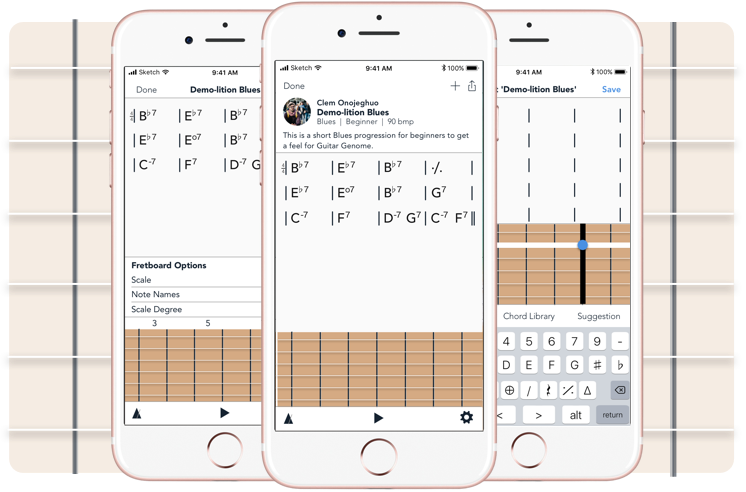 Sketch 9:41 AM
Done Demo-lition Blues
4/4 | B♭7 | E♭7 | B♭7
| E♭7 | Eo7 | B♭7
| C-7 | F7 | D-7 G
Fretboard Options
Scale
Note Names
Scale Degree
3 5
Sketch 9:41 AM 100%
Done
Clem Onojeghuo
Demo-lition Blues
Blues | Beginner | 90 bmp
This is a short Blues progression for beginners to get
a feel for Guitar Genome.
4/4 | B♭7 | E♭7 | B♭7 | ·/. |
| E♭7 | Eo7 | B♭7 | G7 |
| C-7 | F7 | D-7 G7 | C-7 F7 ||
9:41 AM 100%
: 'Demo-lition Blues' Save
Chord Library Suggestion
4 5 6 7 9 -
D E F G # ♭
⊕ / 𝄽 ·/. Δ
< > alt return